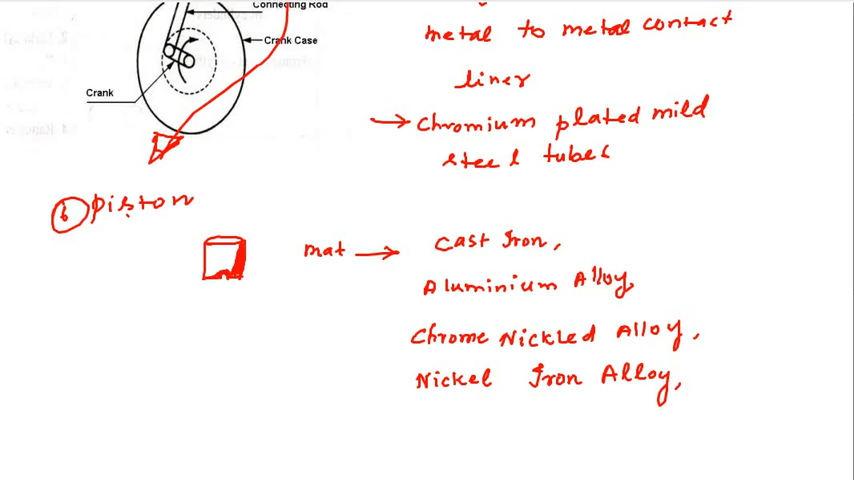 Connecting Rod
Crank Case
Crank
metal to metal contact
liner
→ Chromium plated mild
steel tubes
6 Piston
mat → Cast Iron,
Aluminium Alloy,
Chrome Nickled Alloy,
Nickel Iron Alloy,